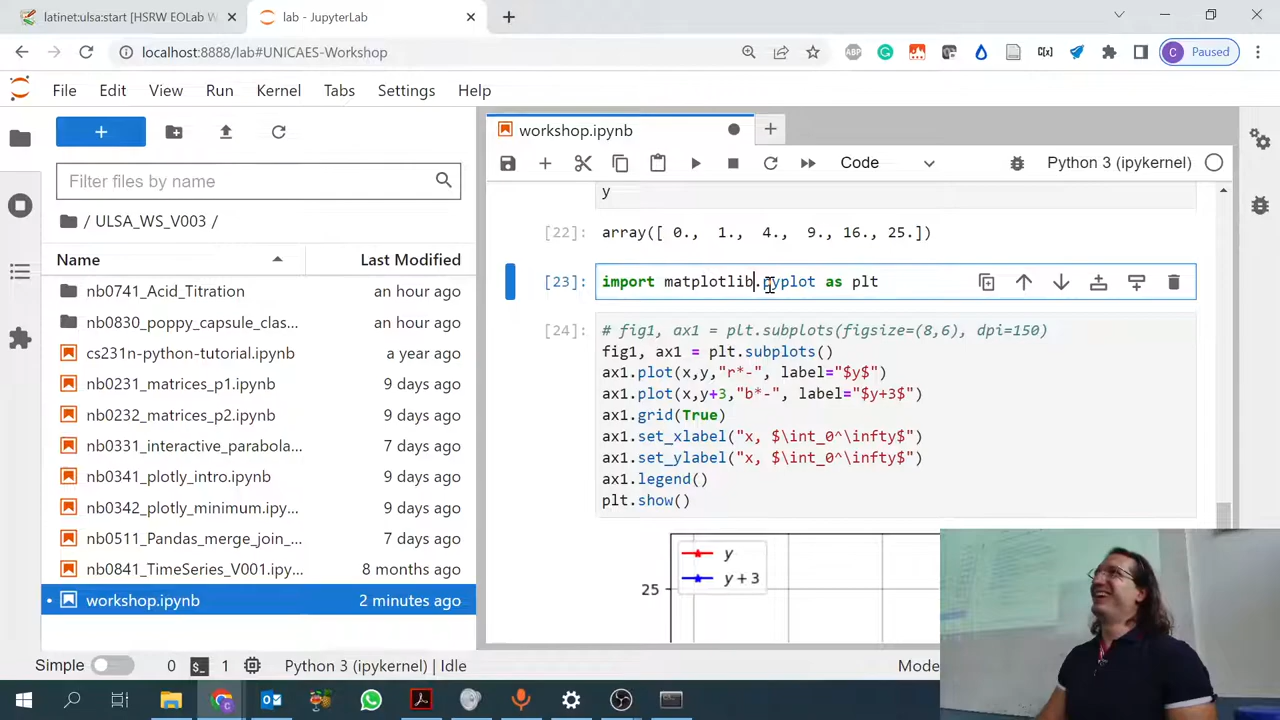 latinet:ulsa:start [HSRW EOLab W
lab - JupyterLab
localhost:8888/lab#UNICAES-Workshop
ABP
Paused
File Edit View Run Kernel Tabs Settings Help
workshop.ipynb
Filter files by name
Code
Python 3 (ipykernel)
/ ULSA_WS_V003 /
Name
Last Modified
nb0741_Acid_Titration
nb0830_poppy_capsule_clas...
cs231n-python-tutorial.ipynb
a year ago
nb0231_matrices_p1.ipynb
9 days ago
nb0232_matrices_p2.ipynb
9 days ago
nb0331_interactive_parabola...
9 days ago
nb0341_plotly_intro.ipynb
9 days ago
nb0342_plotly_minimum.ipy...
9 days ago
nb0511_Pandas_merge_join_...
7 days ago
nb0841_TimeSeries_V001.ipy...
8 months ago
workshop.ipynb
2 minutes ago
y
[22]:
array([ 0., 1., 4., 9., 16., 25.])
[23]:
import matplotlib.pyplot as plt
[24]:
# fig1, ax1 = plt.subplots(figsize=(8,6), dpi=150)
fig1, ax1 = plt.subplots()
ax1.plot(x,y,"r*-", label="$y$")
ax1.plot(x,y+3,"b*-", label="$y+3$")
ax1.grid(True)
ax1.set_xlabel("x, $\int_0^\infty$")
ax1.set_ylabel("x, $\int_0^\infty$")
ax1.legend()
plt.show()
y
y + 3
25
Simple
0
1
Python 3 (ipykernel) | Idle
Mode